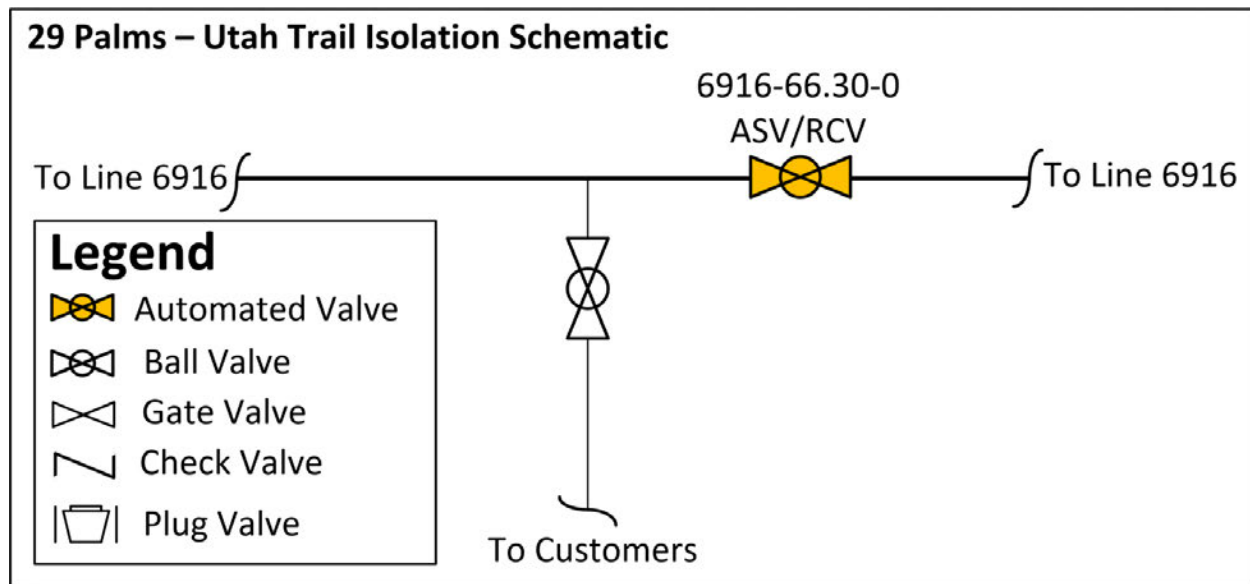 29 Palms – Utah Trail Isolation Schematic
6916-66.30-0
ASV/RCV
To Line 6916
To Line 6916
Legend
Automated Valve
Ball Valve
Gate Valve
Check Valve
Plug Valve
To Customers